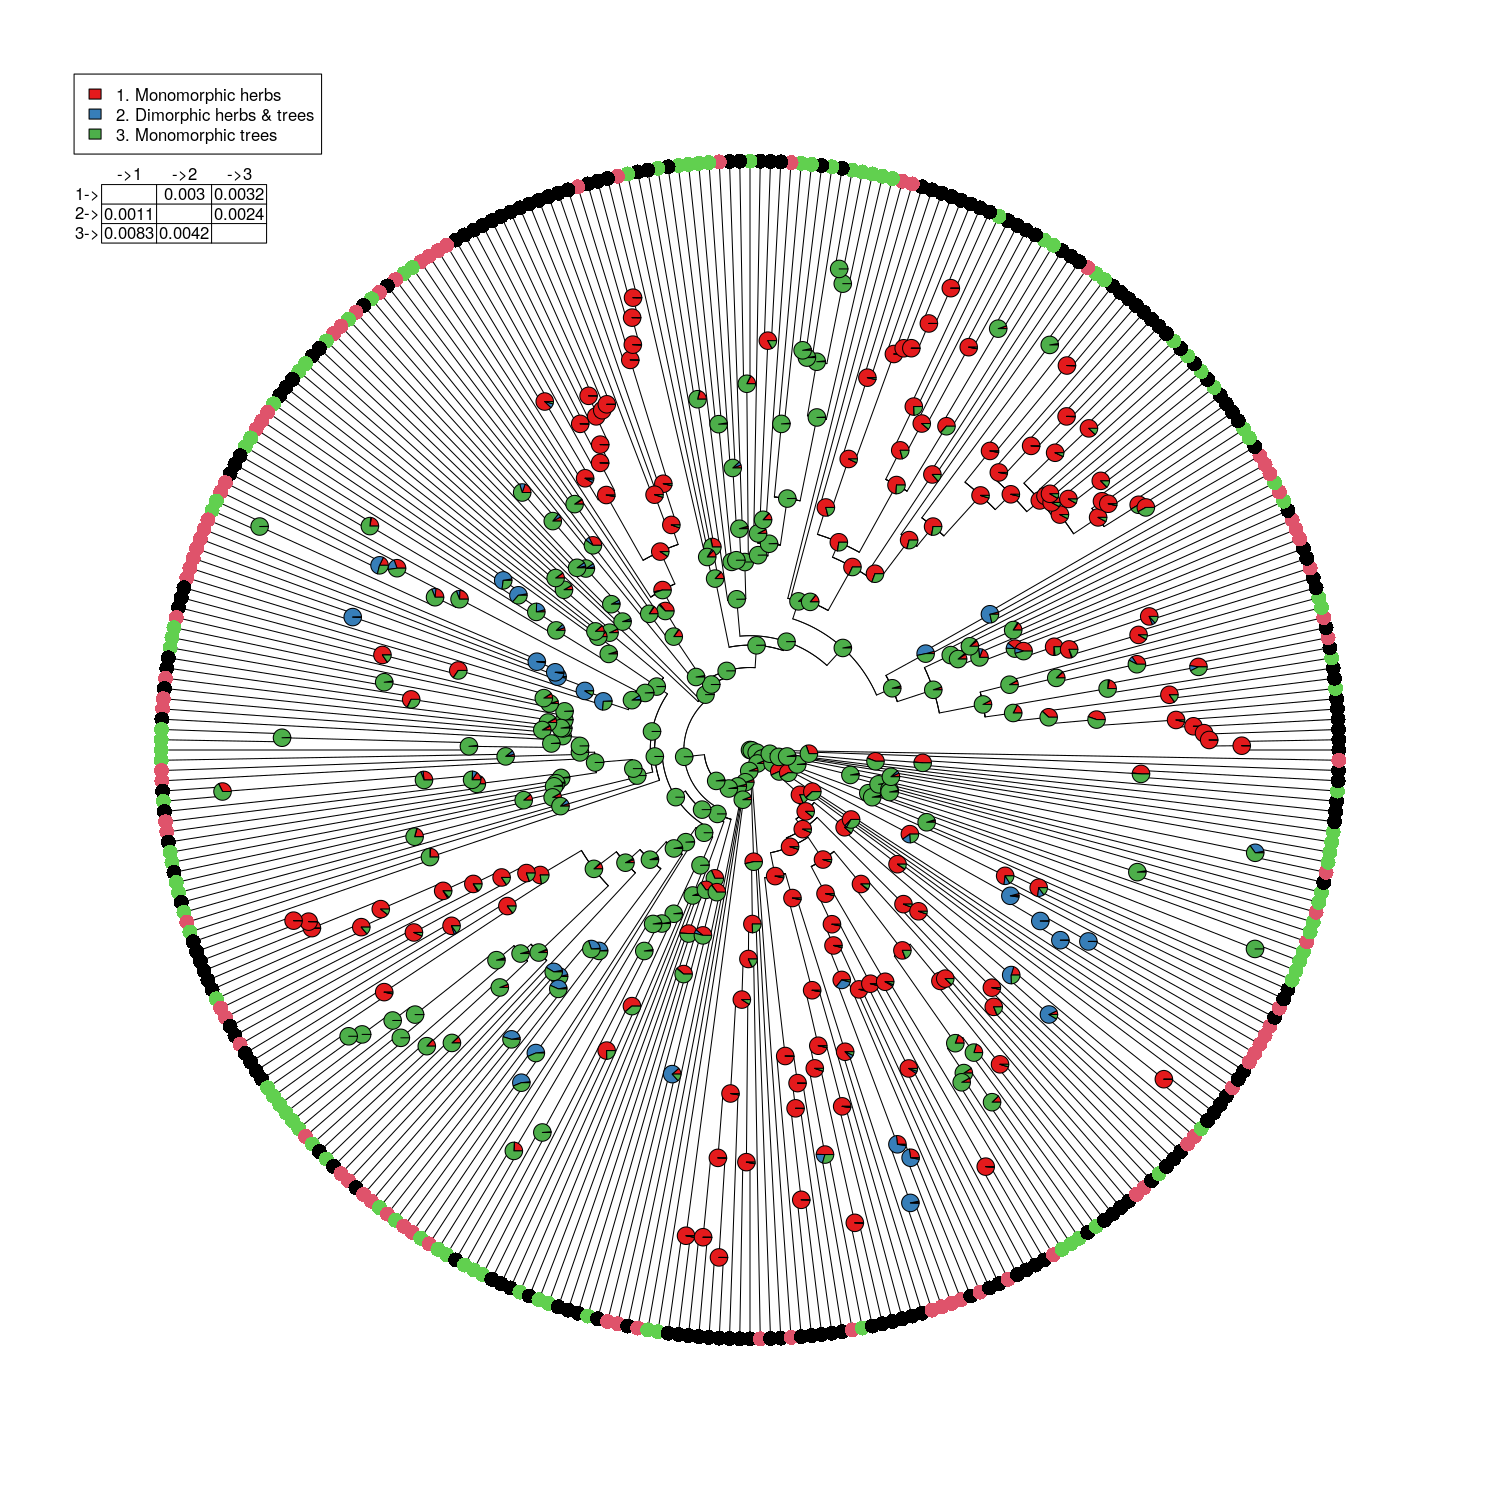 1. Monomorphic herbs
2. Dimorphic herbs & trees
3. Monomorphic trees
->1 ->2 ->3
1-> 0.003 0.0032
2-> 0.0011 0.0024
3-> 0.0083 0.0042